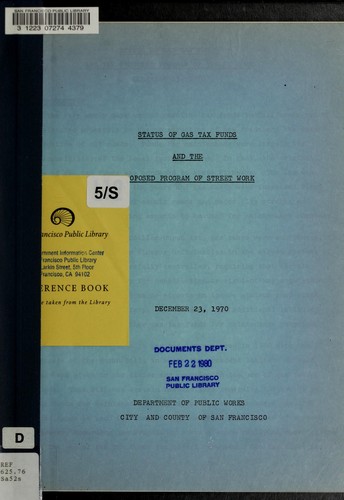 SAN FRANCISCO PUBLIC LIBRARY
3 1223 07274 4379
STATUS OF GAS TAX FUNDS
AND THE
OPOSED PROGRAM OF STREET WORK
5/S
ancisco Public Library
ernment Information Center
Francisco Public Library
Larkin Street, 5th Floor
Francisco, CA 94102
ERENCE BOOK
e taken from the Library
DECEMBER 23, 1970
DOCUMENTS DEPT.
FEB 22 1980
SAN FRANCISCO
PUBLIC LIBRARY
DEPARTMENT OF PUBLIC WORKS
CITY AND COUNTY OF SAN FRANCISCO
D
REF
625.76
Sa52s